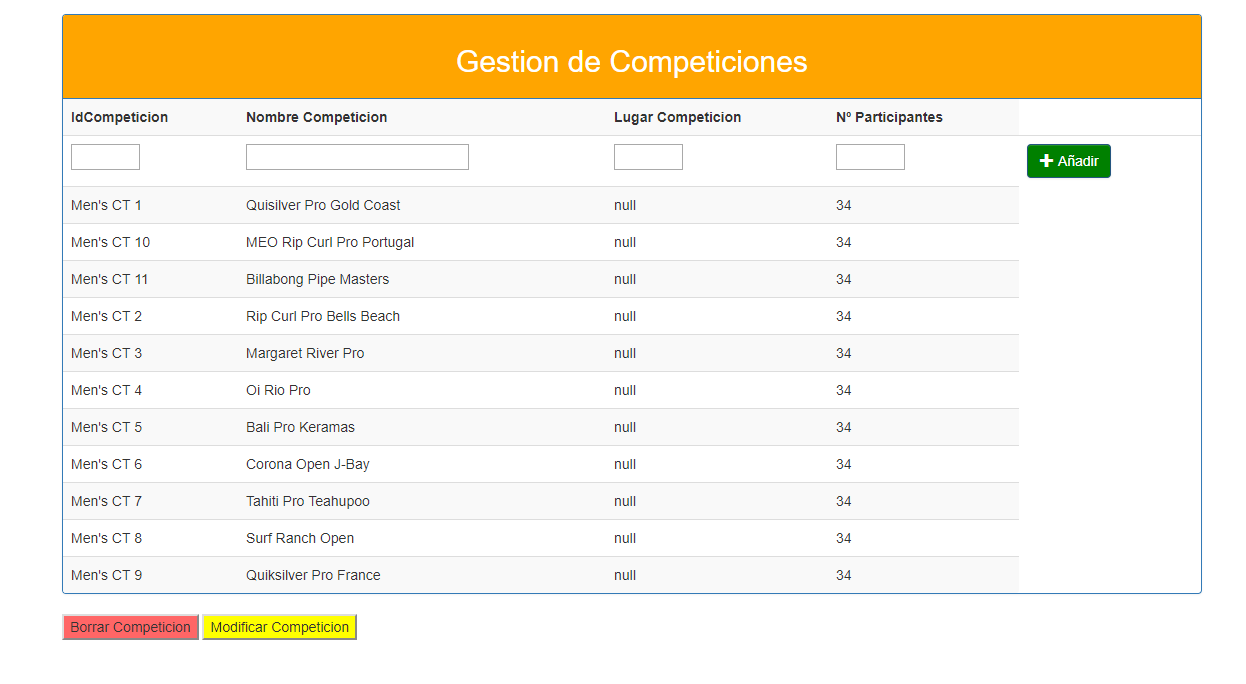 Gestion de Competiciones
IdCompeticion Nombre Competicion Lugar Competicion Nº Participantes
Añadir
Men's CT 1 Quisilver Pro Gold Coast null 34
Men's CT 10 MEO Rip Curl Pro Portugal null 34
Men's CT 11 Billabong Pipe Masters null 34
Men's CT 2 Rip Curl Pro Bells Beach null 34
Men's CT 3 Margaret River Pro null 34
Men's CT 4 Oi Rio Pro null 34
Men's CT 5 Bali Pro Keramas null 34
Men's CT 6 Corona Open J-Bay null 34
Men's CT 7 Tahiti Pro Teahupoo null 34
Men's CT 8 Surf Ranch Open null 34
Men's CT 9 Quiksilver Pro France null 34
Borrar Competicion Modificar Competicion